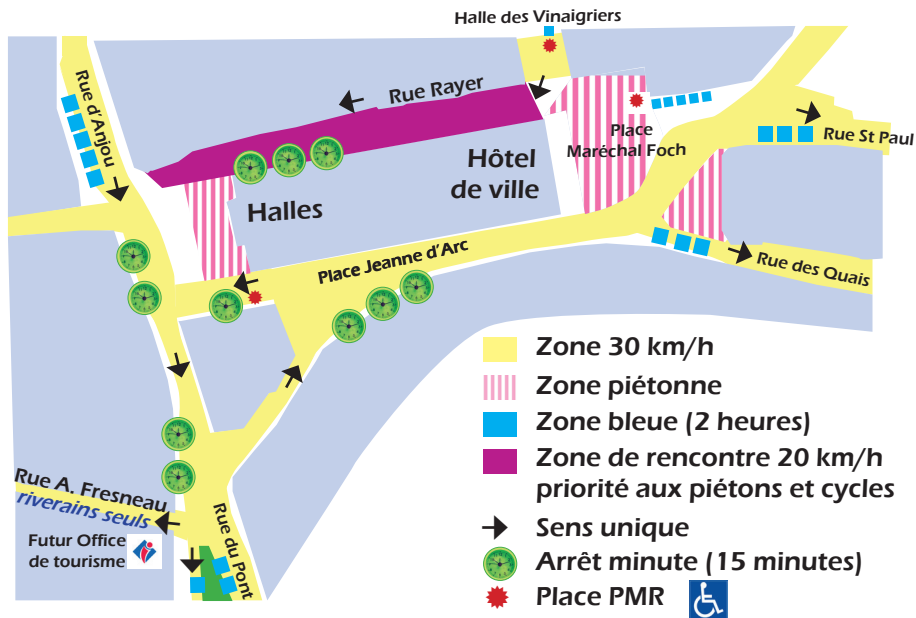 Halle des Vinaigriers
Rue d'Anjou
Rue Rayer
Place
Maréchal Foch
Rue St Paul
Hôtel
de ville
Halles
Place Jeanne d'Arc
Rue des Quais
Zone 30 km/h
Zone piétonne
Zone bleue (2 heures)
Zone de rencontre 20 km/h
priorité aux piétons et cycles
Sens unique
Arrêt minute (15 minutes)
Place PMR
Rue A. Fresneau
riverains seuls
Futur Office
de tourisme
Rue du Pont